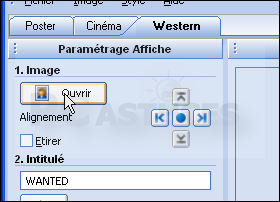 Fichier Image Style Aide
Poster Cinéma Western
Paramétrage Affiche
1. Image
Ouvrir
Alignement
Etirer
2. Intitulé
WANTED